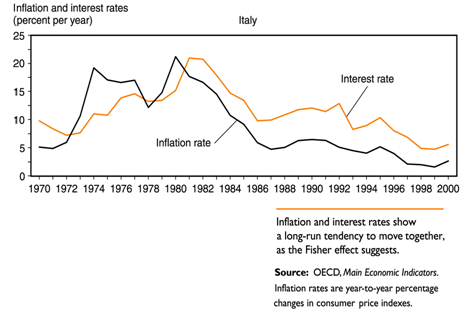 Inflation and interest rates
(percent per year)
Italy
25
20
15
10
5
0
Interest rate
Inflation rate
1970 1972 1974 1976 1978 1980 1982 1984 1986 1988 1990 1992 1994 1996 1998 2000
Inflation and interest rates show
a long-run tendency to move together,
as the Fisher effect suggests.
Source: OECD, Main Economic Indicators.
Inflation rates are year-to-year percentage
changes in consumer price indexes.